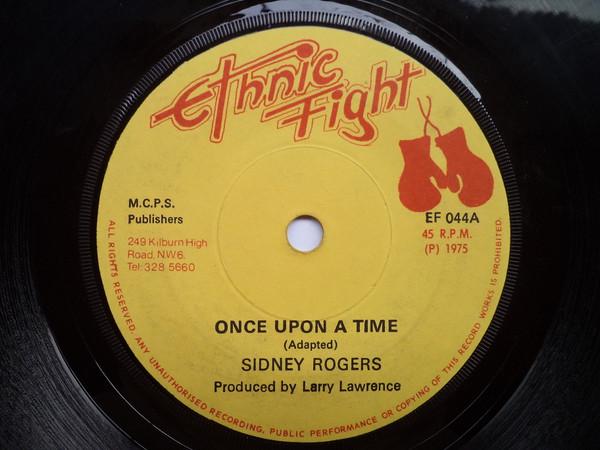 Ethnic
Fight
M.C.P.S.
Publishers
249 Kilburn High
Road, N.W6.
Tel: 328 5660
EF 044A
45 R.P.M.
(P) 1975
ONCE UPON A TIME
(Adapted)
SIDNEY ROGERS
Produced by Larry Lawrence
ALL RIGHTS RESERVED. ANY UNAUTHORISED RECORDING, PUBLIC PERFORMANCE OR COPYING OF THIS RECORD WORKS IS PROHIBITED.